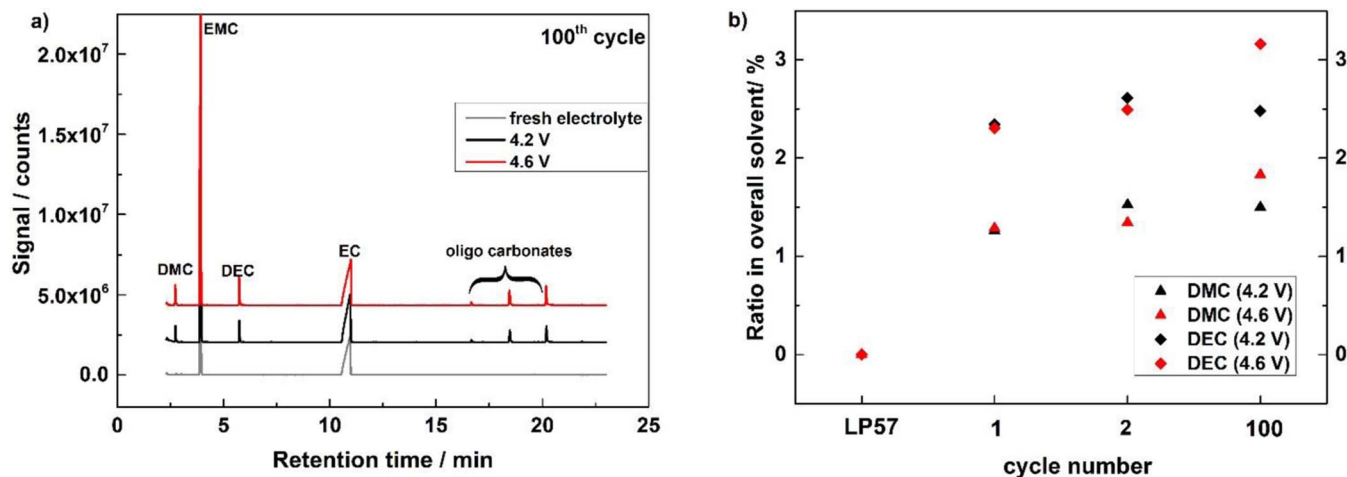 a)
100th cycle
EMC
DMC
DEC
EC
oligo carbonates
fresh electrolyte
4.2 V
4.6 V
Signal / counts
2.0x10^7
1.5x10^7
1.0x10^7
5.0x10^6
0.0
0 5 10 15 20 25
Retention time / min
b)
Ratio in overall solvent/ %
3
2
1
0
3
2
1
0
DMC (4.2 V)
DMC (4.6 V)
DEC (4.2 V)
DEC (4.6 V)
LP57 1 2 100
cycle number